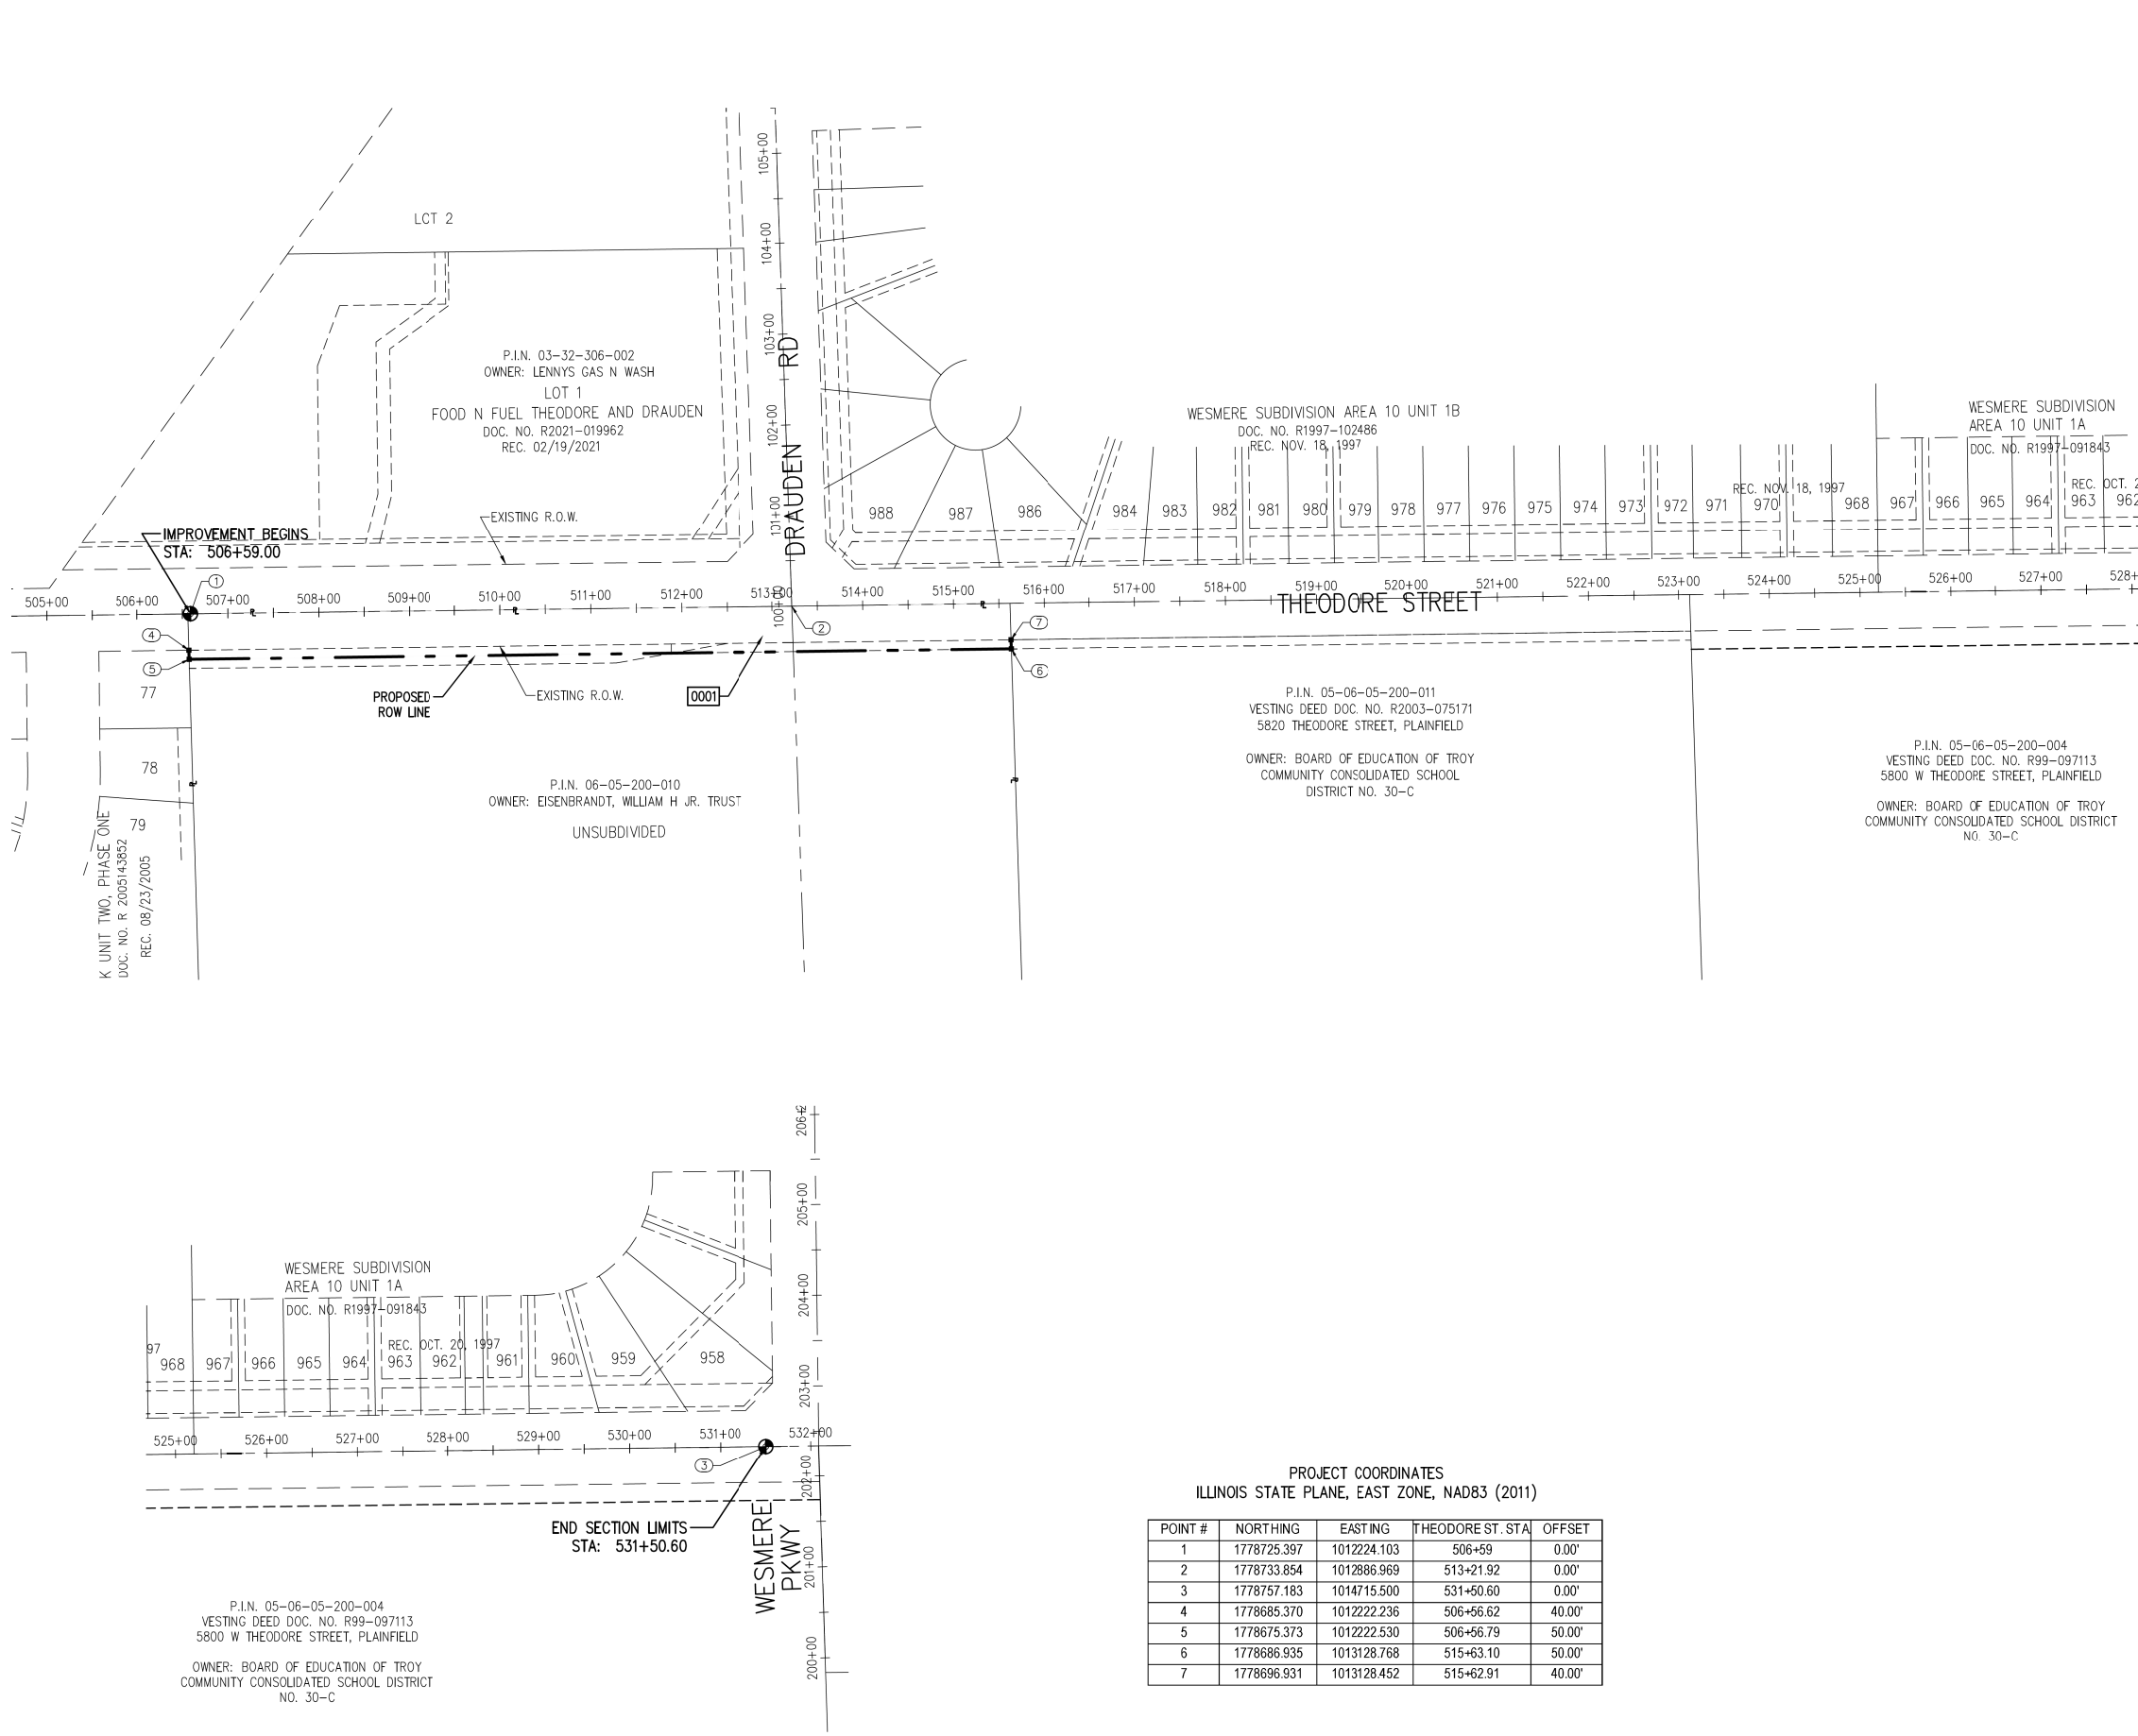 LCT 2
P.I.N. 03-32-306-002
OWNER: LENNYS GAS N WASH
LOT 1
FOOD N FUEL THEODORE AND DRAUDEN
DOC. NO. R2021-019962
REC. 02/19/2021
EXISTING R.O.W.
IMPROVEMENT BEGINS
STA: 506+59.00
105+00
104+00
103+00
102+00
101+00
100+00
DRAUDEN RD
WESMERE SUBDIVISION AREA 10 UNIT 1B
DOC. NO. R1997-102486
REC. NOV. 18, 1997
WESMERE SUBDIVISION
AREA 10 UNIT 1A
DOC. NO. R1997-091843
REC. NOV. 18, 1997
REC. OCT. 2
988 987 986 984 983 982 981 980 979 978 977 976 975 974 973 972 971 970 968 967 966 965 964 963 962
505+00 506+00 507+00 508+00 509+00 510+00 511+00 512+00 513+00 514+00 515+00 516+00 517+00 518+00 519+00 520+00 521+00 522+00 523+00 524+00 525+00 526+00 527+00 528+
THEODORE STREET
1
2
4
5
7
6
77
78
79
PROPOSED
ROW LINE
EXISTING R.O.W.
0001
K UNIT TWO, PHASE ONE
DOC. NO. R 2005143852
REC. 08/23/2005
P.I.N. 06-05-200-010
OWNER: EISENBRANDT, WILLIAM H JR. TRUST
UNSUBDIVIDED
P.I.N. 05-06-05-200-011
VESTING DEED DOC. NO. R2003-075171
5820 THEODORE STREET, PLAINFIELD
OWNER: BOARD OF EDUCATION OF TROY
COMMUNITY CONSOLIDATED SCHOOL
DISTRICT NO. 30-C
P.I.N. 05-06-05-200-004
VESTING DEED DOC. NO. R99-097113
5800 W THEODORE STREET, PLAINFIELD
OWNER: BOARD OF EDUCATION OF TROY
COMMUNITY CONSOLIDATED SCHOOL DISTRICT
NO. 30-C
WESMERE SUBDIVISION
AREA 10 UNIT 1A
DOC. NO. R1997-091843
REC. OCT. 20, 1997
97
968 967 966 965 964 963 962 961 960 959 958
525+00 526+00 527+00 528+00 529+00 530+00 531+00 532+00
3
END SECTION LIMITS
STA: 531+50.60
205+00
204+00
203+00
202+00
201+00
200+00
WESMERE
PKWY
P.I.N. 05-06-05-200-004
VESTING DEED DOC. NO. R99-097113
5800 W THEODORE STREET, PLAINFIELD
OWNER: BOARD OF EDUCATION OF TROY
COMMUNITY CONSOLIDATED SCHOOL DISTRICT
NO. 30-C
PROJECT COORDINATES
ILLINOIS STATE PLANE, EAST ZONE, NAD83 (2011)
POINT # NORTHING EASTING THEODORE ST. STA OFFSET
1 1778725.397 1012224.103 506+59 0.00'
2 1778733.854 1012886.969 513+21.92 0.00'
3 1778757.183 1014715.500 531+50.60 0.00'
4 1778685.370 1012222.236 506+56.62 40.00'
5 1778675.373 1012222.530 506+56.79 50.00'
6 1778686.935 1013128.768 515+63.10 50.00'
7 1778696.931 1013128.452 515+62.91 40.00'